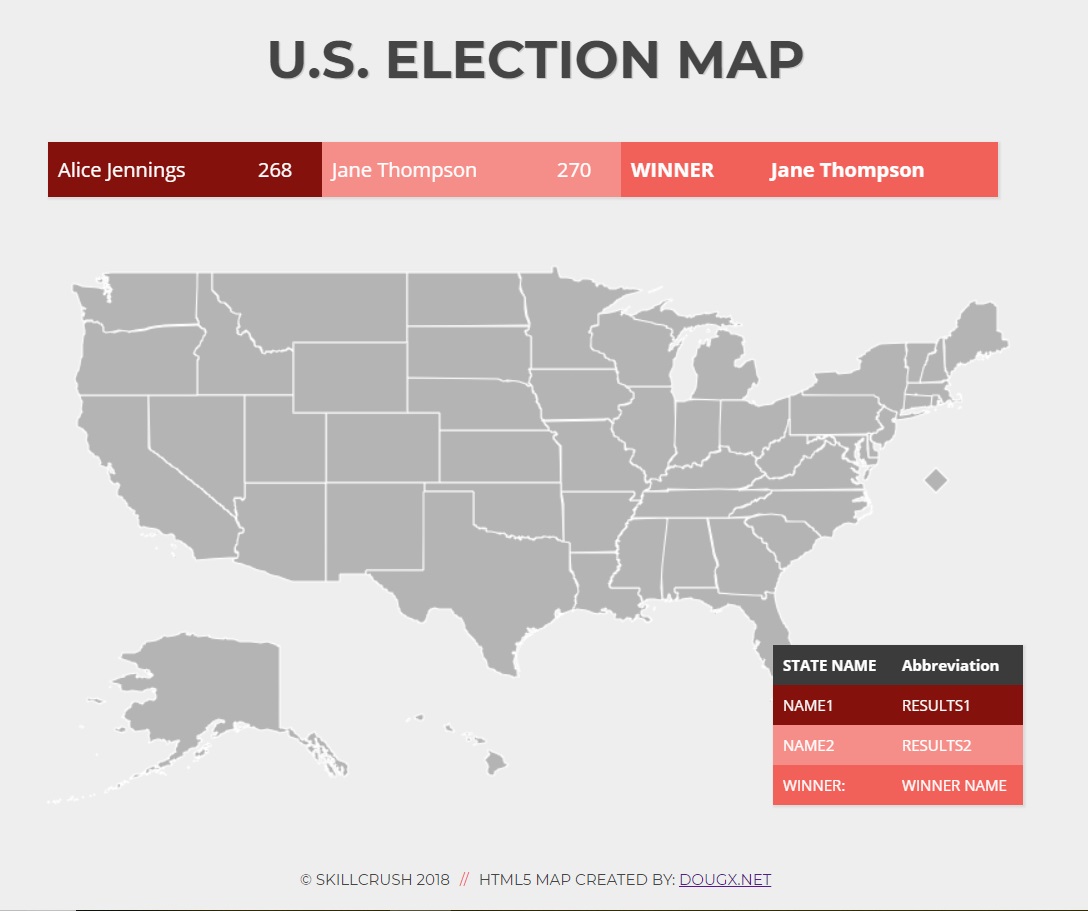 U.S. ELECTION MAP
Alice Jennings 268 Jane Thompson 270 WINNER Jane Thompson
STATE NAME Abbreviation
NAME1 RESULTS1
NAME2 RESULTS2
WINNER: WINNER NAME
© SKILLCRUSH 2018 // HTML5 MAP CREATED BY: DOUGX.NET